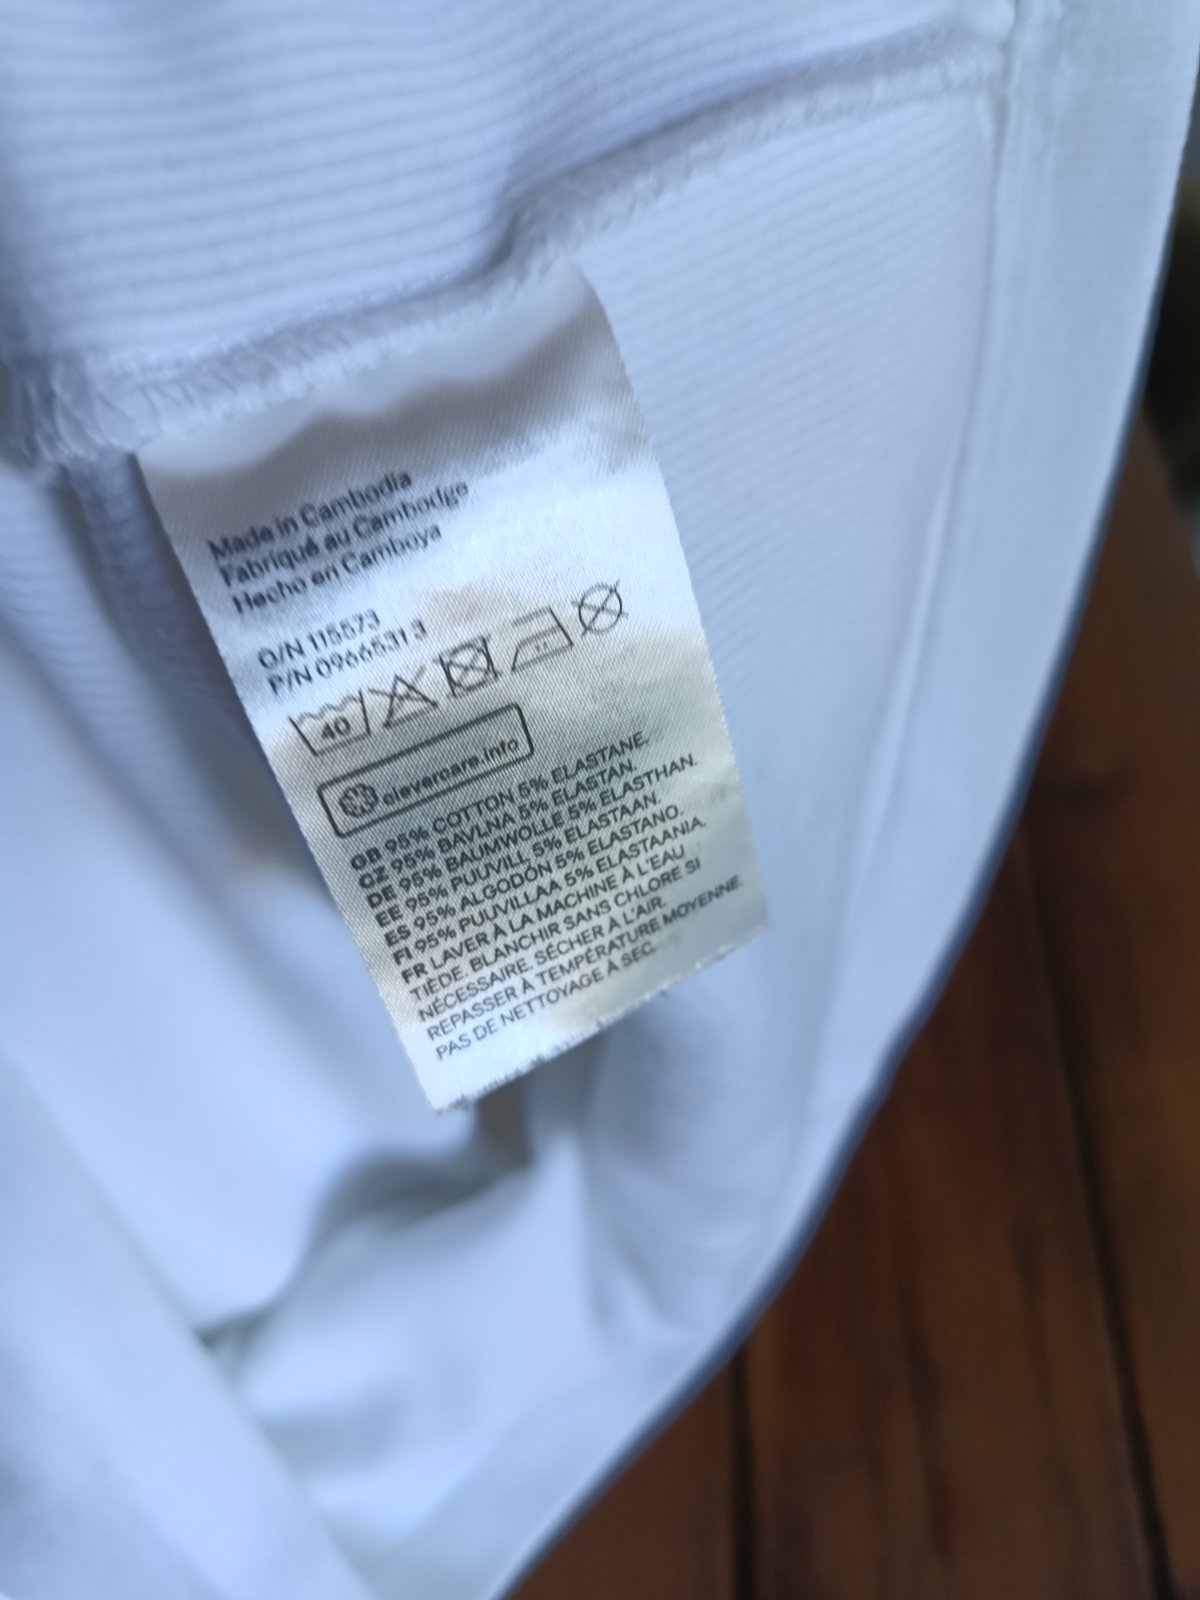 Made in Cambodia
Fabriqué au Cambodge
Hecho en Camboya
O/N 115573
P/N 09665313
40
clevercare.info
GB 95% COTTON 5% ELASTANE.
CZ 95% BAVLNA 5% ELASTAN.
DE 95% BAUMWOLLE 5% ELASTHAN.
EE 95% PUUVILL 5% ELASTAAN.
ES 95% ALGODÓN 5% ELASTANO.
FI 95% PUUVILLAA 5% ELASTAANIA.
FR LAVER À LA MACHINE À L'EAU
TIÈDE. BLANCHIR SANS CHLORE SI
NÉCESSAIRE. SÉCHER À L'AIR.
REPASSER À TEMPÉRATURE MOYENNE.
PAS DE NETTOYAGE À SEC.